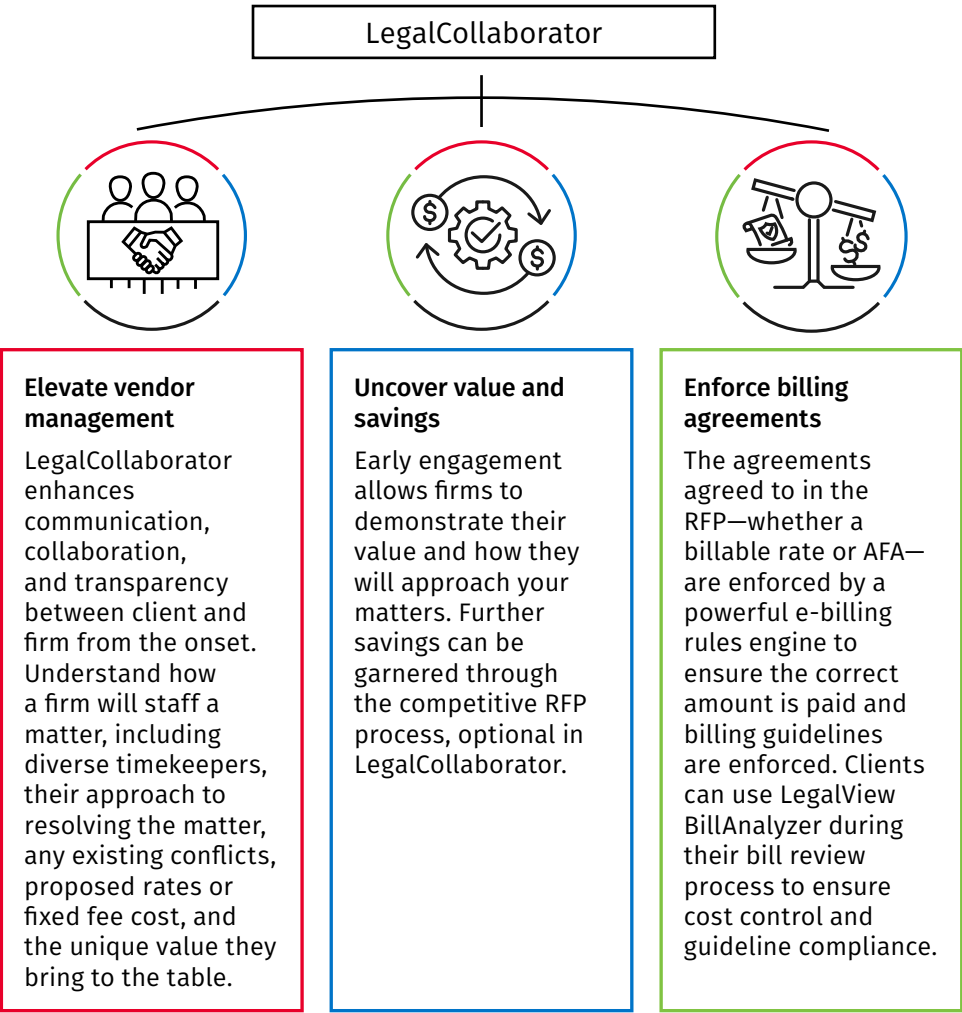 LegalCollaborator
Elevate vendor
management
LegalCollaborator
enhances
communication,
collaboration,
and transparency
between client and
firm from the onset.
Understand how
a firm will staff a
matter, including
diverse timekeepers,
their approach to
resolving the matter,
any existing conflicts,
proposed rates or
fixed fee cost, and
the unique value they
bring to the table.
Uncover value and
savings
Early engagement
allows firms to
demonstrate their
value and how they
will approach your
matters. Further
savings can be
garnered through
the competitive RFP
process, optional in
LegalCollaborator.
Enforce billing
agreements
The agreements
agreed to in the
RFP—whether a
billable rate or AFA—
are enforced by a
powerful e-billing
rules engine to
ensure the correct
amount is paid and
billing guidelines
are enforced. Clients
can use LegalView
BillAnalyzer during
their bill review
process to ensure
cost control and
guideline compliance.